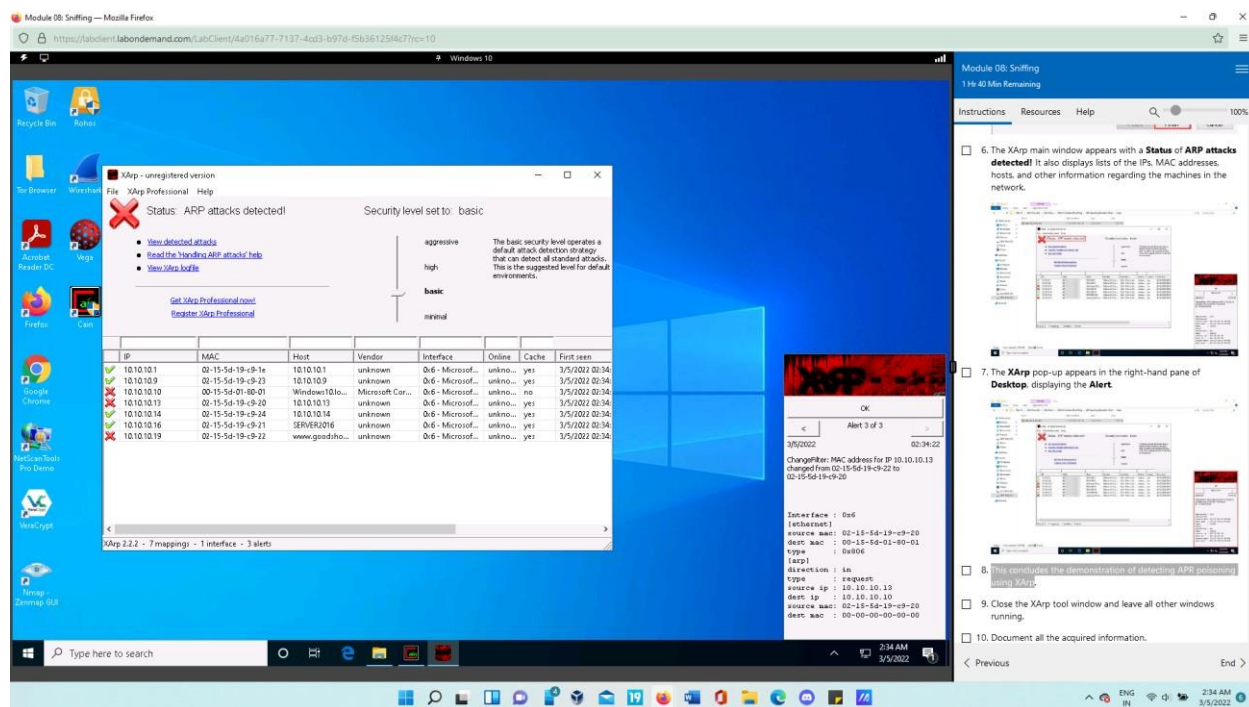 Module 08: Sniffing — Mozilla Firefox
https://labclient.labondemand.com/LabClient/4a016a77-7137-4cd3-b97d-f5b36125f4c7?rc=10
Windows 10
Recycle Bin
Rohos
Tor Browser
Wireshark
Acrobat
Reader DC
Vega
Firefox
Cain
Google
Chrome
NetScanTools
Pro Demo
VeraCrypt
Nmap -
Zenmap GUI
XArp - unregistered version
File XArp Professional Help
Status: ARP attacks detected!
Security level set to: basic
View detected attacks
Read the 'Handling ARP attacks' help
View XArp logfile
Get XArp Professional now!
Register XArp Professional
aggressive
high
basic
minimal
The basic security level operates a
default attack detection strategy
that can detect all standard attacks.
This is the suggested level for default
environments.
IP MAC Host Vendor Interface Online Cache First seen
10.10.10.1 02-15-5d-19-c9-1e 10.10.10.1 unknown 0x6 - Microsof... unkno... yes 3/5/2022 02:34:
10.10.10.9 02-15-5d-19-c9-23 10.10.10.9 unknown 0x6 - Microsof... unkno... yes 3/5/2022 02:34:
10.10.10.10 00-15-5d-01-80-01 Windows10.lo... Microsoft Cor... 0x6 - Microsof... unkno... no 3/5/2022 02:34:
10.10.10.13 02-15-5d-19-c9-20 10.10.10.13 unknown 0x6 - Microsof... unkno... yes 3/5/2022 02:34:
10.10.10.14 02-15-5d-19-c9-24 10.10.10.14 unknown 0x6 - Microsof... unkno... yes 3/5/2022 02:34:
10.10.10.16 02-15-5d-19-c9-21 SERVER2016 unknown 0x6 - Microsof... unkno... yes 3/5/2022 02:34:
10.10.10.19 02-15-5d-19-c9-22 www.goodsho... unknown 0x6 - Microsof... unkno... yes 3/5/2022 02:34:
XArp 2.2.2 - 7 mappings - 1 interface - 3 alerts
OK
< Alert 3 of 3 >
3/5/2022 02:34:22
ChangeFilter: MAC address for IP 10.10.10.13
changed from 02-15-5d-19-c9-22 to
02-15-5d-19-c9-20
Interface : 0x6
[ethernet]
source mac: 02-15-5d-19-c9-20
dest mac : 00-15-5d-01-80-01
type : 0x806
[arp]
direction : in
type : request
source ip : 10.10.10.13
dest ip : 10.10.10.10
source mac: 02-15-5d-19-c9-20
dest mac : 00-00-00-00-00-00
Type here to search
2:34 AM
3/5/2022
Module 08: Sniffing
1 Hr 40 Min Remaining
Instructions Resources Help 100%
6. The XArp main window appears with a Status of ARP attacks
detected! It also displays lists of the IPs, MAC addresses,
hosts, and other information regarding the machines in the
network.
7. The XArp pop-up appears in the right-hand pane of
Desktop, displaying the Alert.
8. This concludes the demonstration of detecting APR poisoning
using XArp.
9. Close the XArp tool window and leave all other windows
running.
10. Document all the acquired information.
< Previous End >
ENG
IN
2:34 AM
3/5/2022